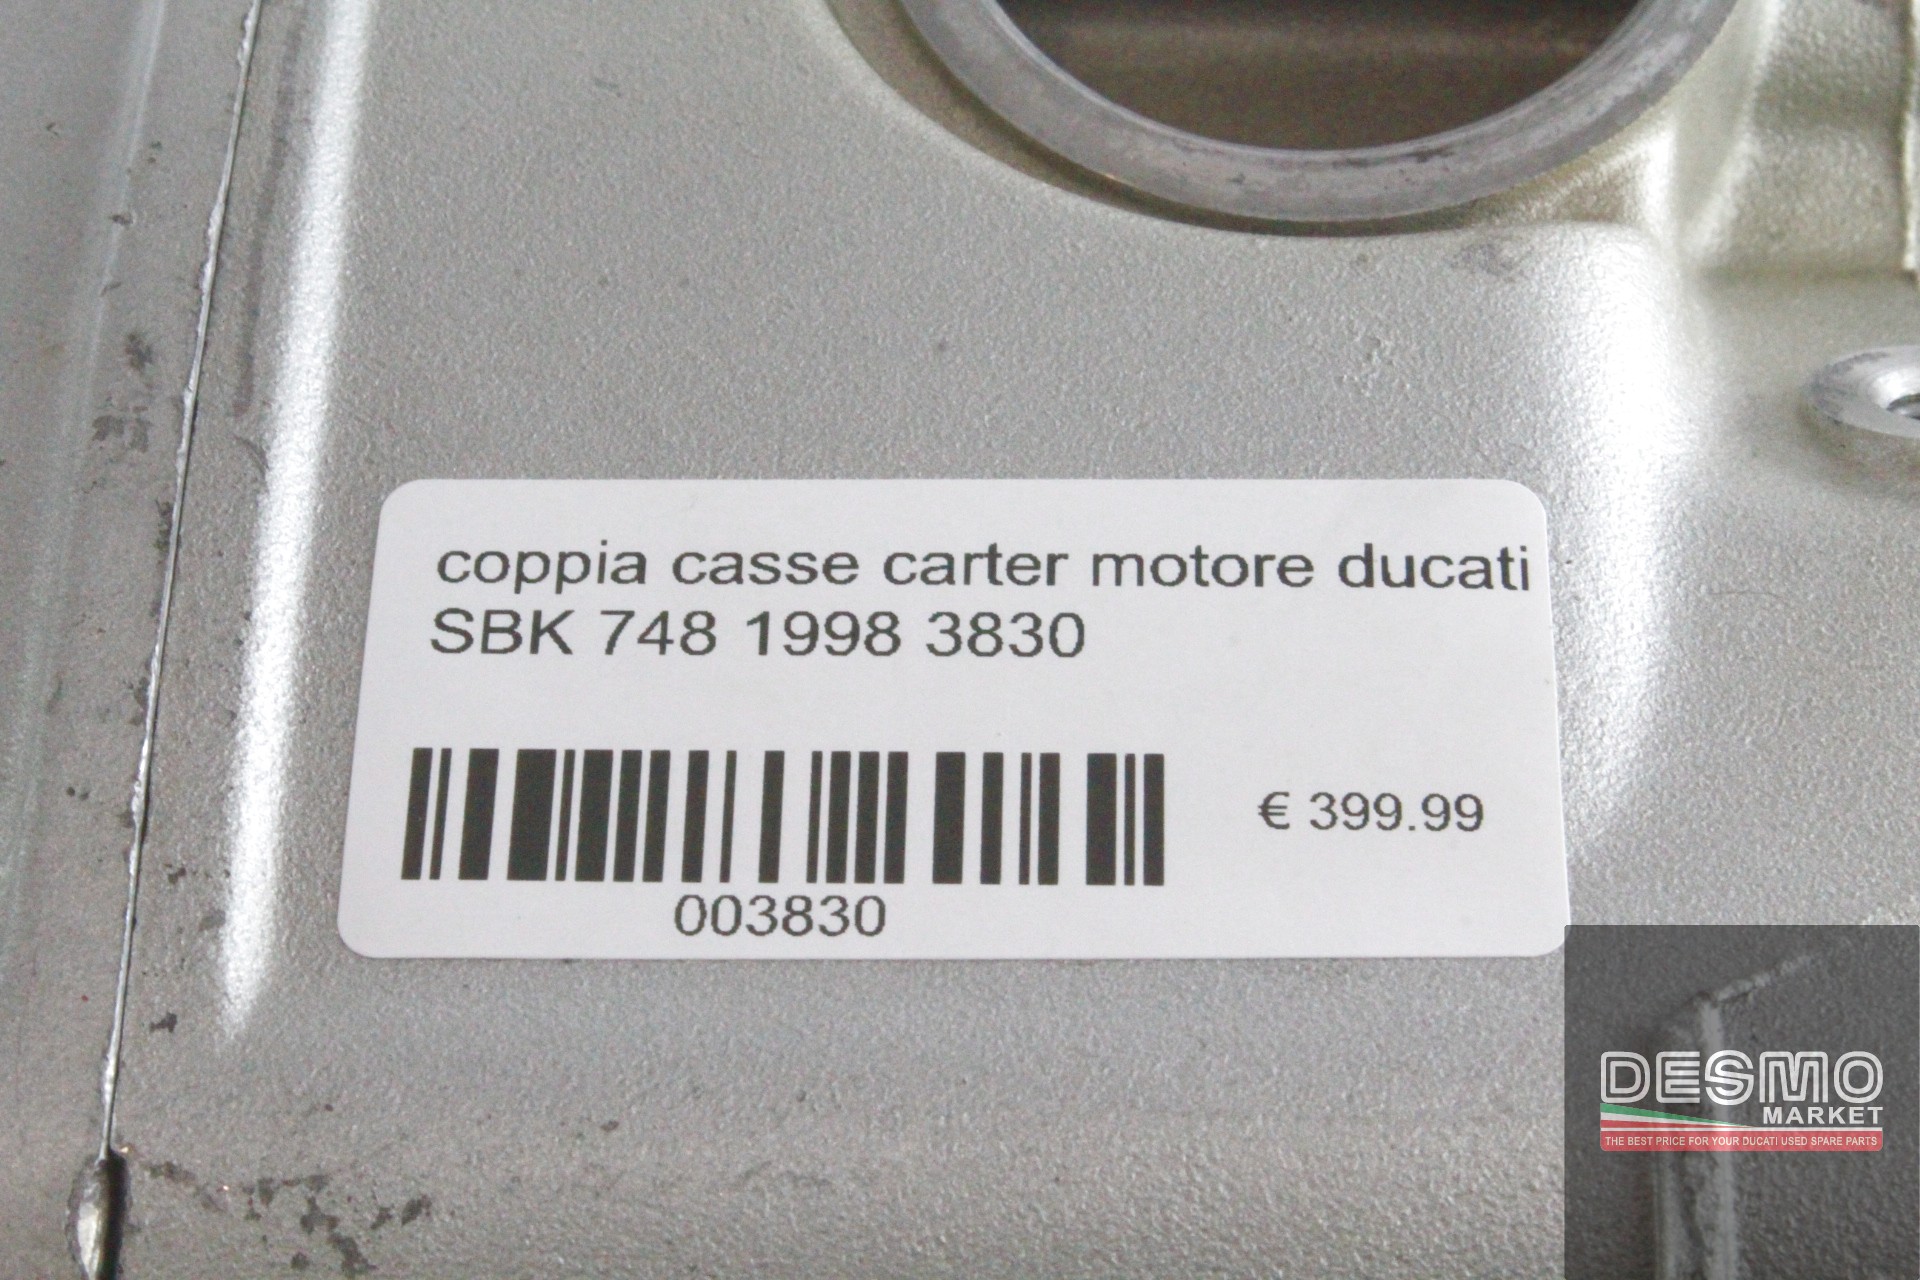 coppia casse carter motore ducati
SBK 748 1998 3830
€ 399.99
003830
DESMO
MARKET
THE BEST PRICE FOR YOUR DUCATI USED SPARE PARTS